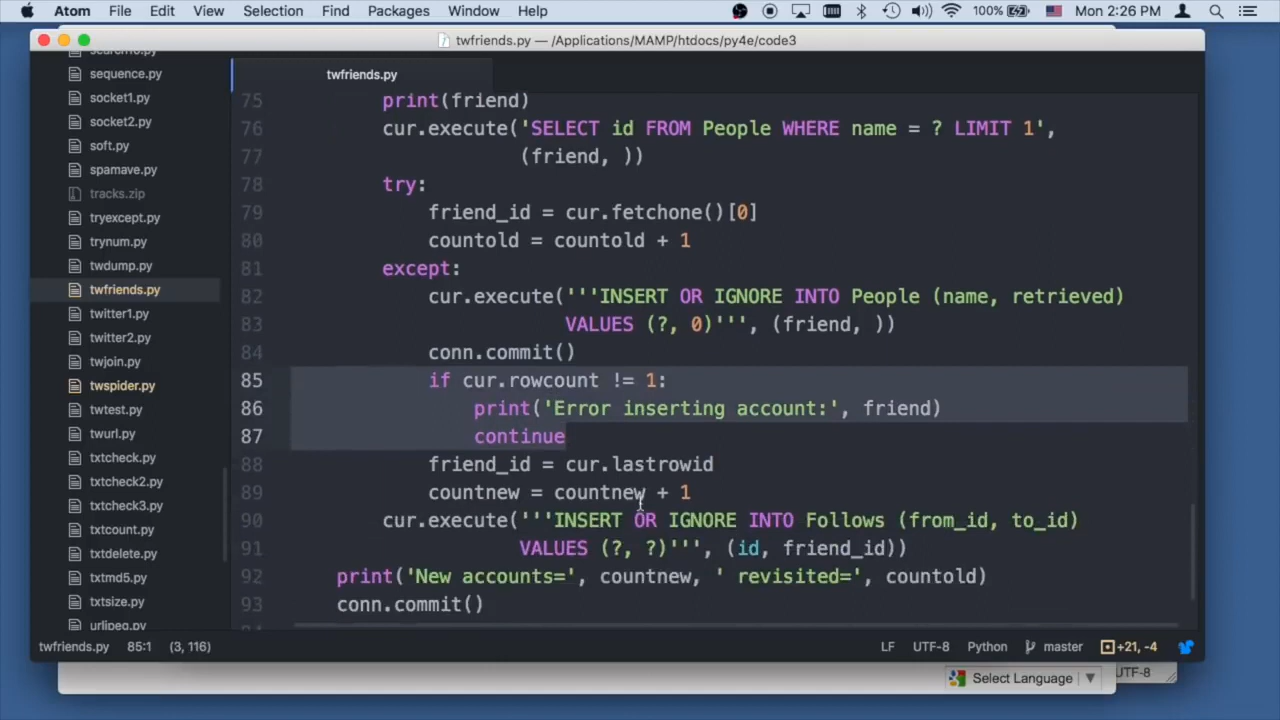 Atom File Edit View Selection Find Packages Window Help 100% Mon 2:26 PM
twfriends.py — /Applications/MAMP/htdocs/py4e/code3
sequence.py
socket1.py
socket2.py
soft.py
spamave.py
tracks.zip
tryexcept.py
trynum.py
twdump.py
twfriends.py
twitter1.py
twitter2.py
twjoin.py
twspider.py
twtest.py
twurl.py
txtcheck.py
txtcheck2.py
txtcheck3.py
txtcount.py
txtdelete.py
txtmd5.py
txtsize.py
urljpeg.py
twfriends.py
75 print(friend)
76 cur.execute('SELECT id FROM People WHERE name = ? LIMIT 1',
77 (friend, ))
78 try:
79 friend_id = cur.fetchone()[0]
80 countold = countold + 1
81 except:
82 cur.execute('''INSERT OR IGNORE INTO People (name, retrieved)
83 VALUES (?, 0)''', (friend, ))
84 conn.commit()
85 if cur.rowcount != 1:
86 print('Error inserting account:', friend)
87 continue
88 friend_id = cur.lastrowid
89 countnew = countnew + 1
90 cur.execute('''INSERT OR IGNORE INTO Follows (from_id, to_id)
91 VALUES (?, ?)''', (id, friend_id))
92 print('New accounts=', countnew, ' revisited=', countold)
93 conn.commit()
twfriends.py 85:1 (3, 116) LF UTF-8 Python master +21, -4
Select Language ▼ UTF-8